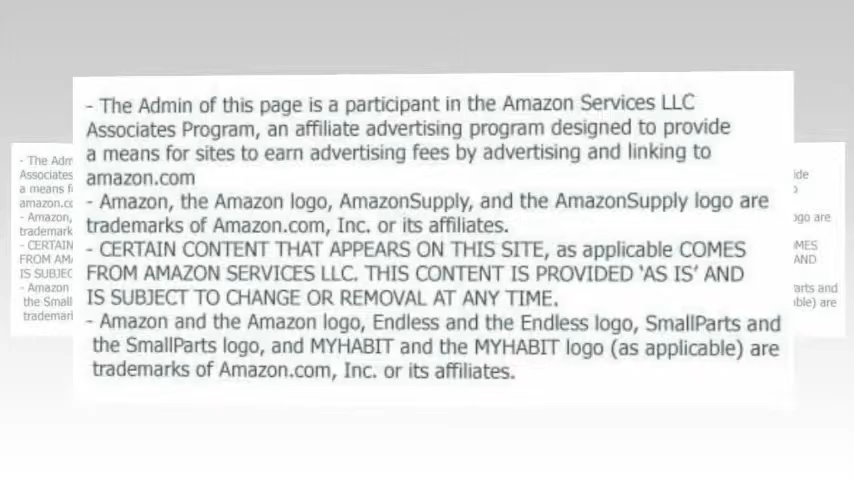 - The Admin of this page is a participant in the Amazon Services LLC
Associates Program, an affiliate advertising program designed to provide
a means for sites to earn advertising fees by advertising and linking to
amazon.com
- Amazon, the Amazon logo, AmazonSupply, and the AmazonSupply logo are
trademarks of Amazon.com, Inc. or its affiliates.
- CERTAIN CONTENT THAT APPEARS ON THIS SITE, as applicable COMES
FROM AMAZON SERVICES LLC. THIS CONTENT IS PROVIDED 'AS IS' AND
IS SUBJECT TO CHANGE OR REMOVAL AT ANY TIME.
- Amazon and the Amazon logo, Endless and the Endless logo, SmallParts and
the SmallParts logo, and MYHABIT and the MYHABIT logo (as applicable) are
trademarks of Amazon.com, Inc. or its affiliates.